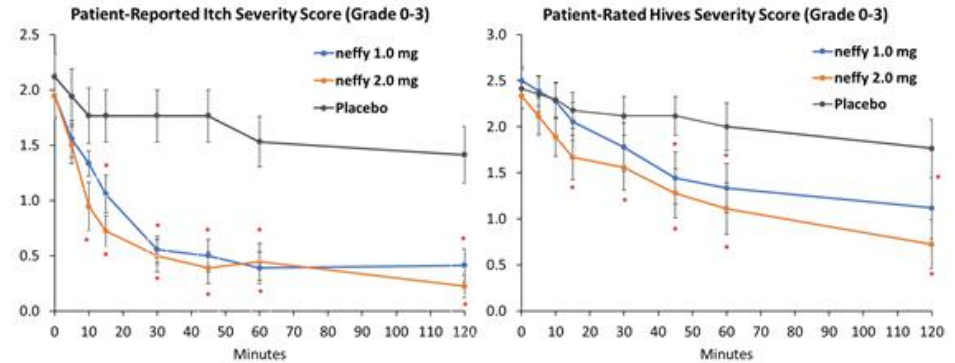 Patient-Reported Itch Severity Score (Grade 0-3)
2.5
2.0
1.5
1.0
0.5
0.0
neffy 1.0 mg
neffy 2.0 mg
Placebo
0 10 20 30 40 50 60 70 80 90 100 110 120
Minutes
Patient-Rated Hives Severity Score (Grade 0-3)
3.0
2.5
2.0
1.5
1.0
0.5
0.0
neffy 1.0 mg
neffy 2.0 mg
Placebo
0 10 20 30 40 50 60 70 80 90 100 110 120
Minutes